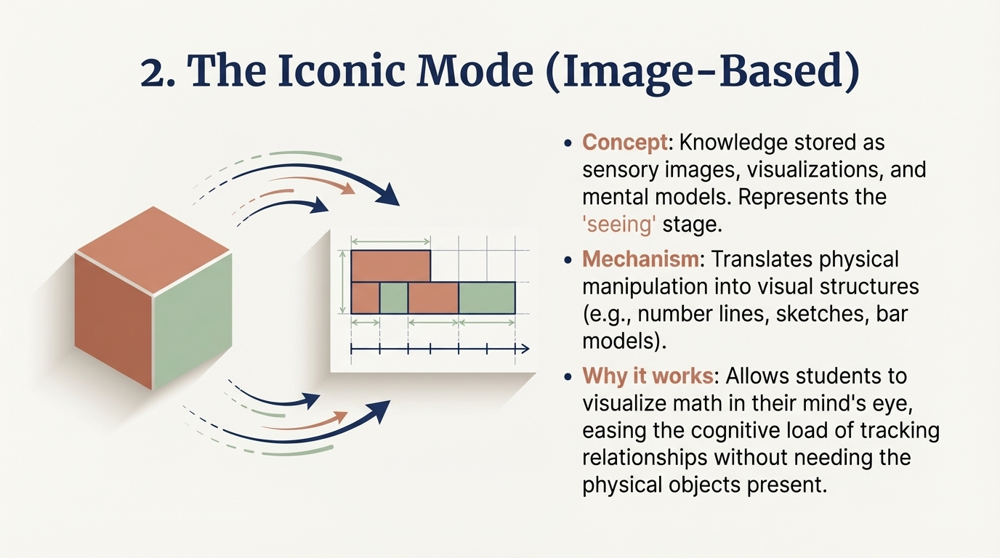 2. The Iconic Mode (Image-Based)
• Concept: Knowledge stored as
sensory images, visualizations, and
mental models. Represents the
'seeing' stage.
• Mechanism: Translates physical
manipulation into visual structures
(e.g., number lines, sketches, bar
models).
• Why it works: Allows students to
visualize math in their mind's eye,
easing the cognitive load of tracking
relationships without needing the
physical objects present.